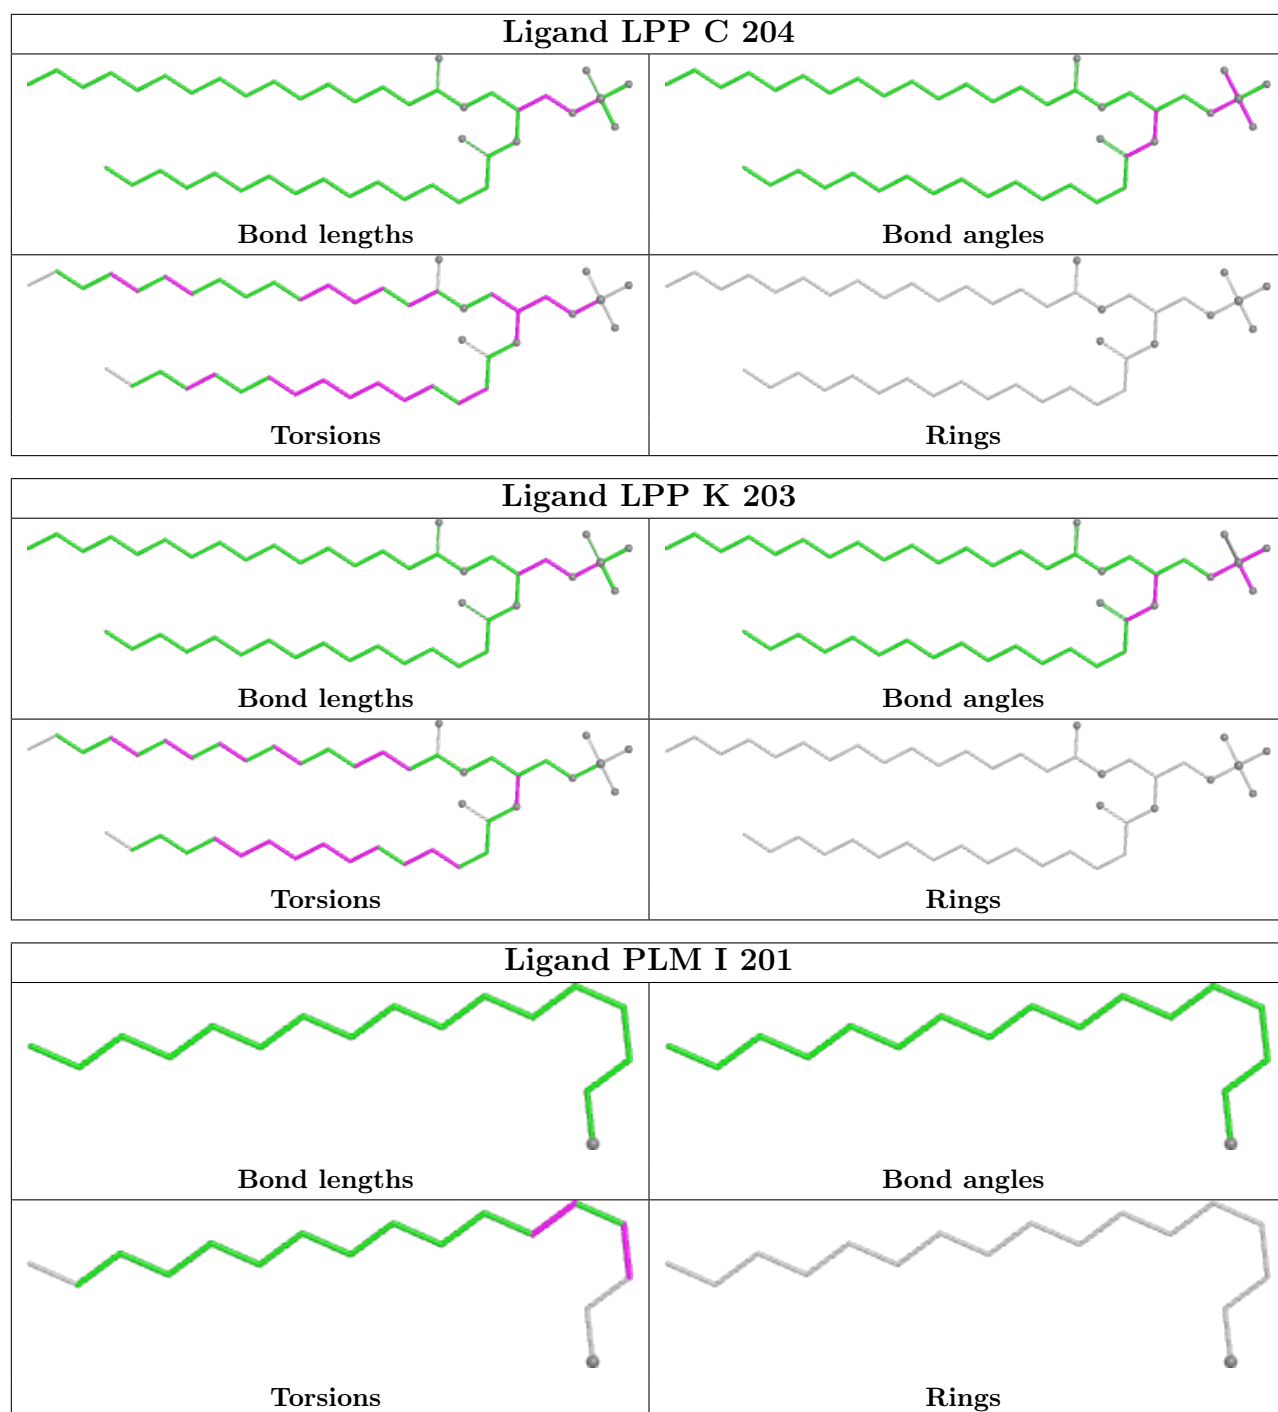 Ligand LPP C 204
Bond lengths
Bond angles
Torsions
Rings
Ligand LPP K 203
Bond lengths
Bond angles
Torsions
Rings
Ligand PLM I 201
Bond lengths
Bond angles
Torsions
Rings